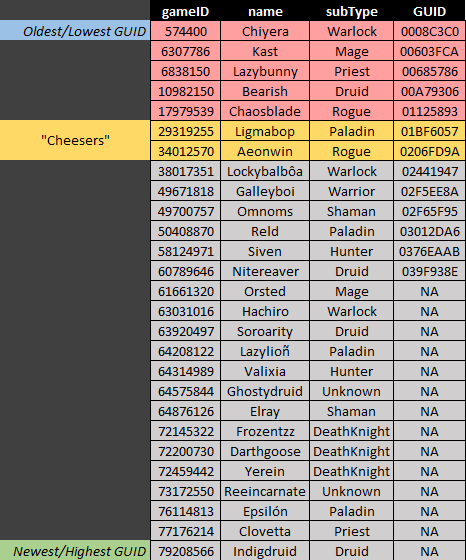 gameID name subType GUID
Oldest/Lowest GUID 574400 Chiyera Warlock 0008C3C0
6307786 Kast Mage 00603FCA
6838150 Lazybunny Priest 00685786
10982150 Bearish Druid 00A79306
17979539 Chaosblade Rogue 01125893
"Cheesers" 29319255 Ligmabop Paladin 01BF6057
34012570 Aeonwin Rogue 0206FD9A
38017351 Lockybalbôa Warlock 02441947
49671818 Galleyboi Warrior 02F5EE8A
49700757 Omnoms Shaman 02F65F95
50408870 Reld Paladin 03012DA6
58124971 Siven Hunter 0376EAAB
60789646 Nitereaver Druid 039F938E
61661320 Orsted Mage NA
63031016 Hachiro Warlock NA
63920497 Soroarity Druid NA
64208122 Lazylioñ Paladin NA
64314989 Valixia Hunter NA
64575844 Ghostydruid Unknown NA
64876126 Elray Shaman NA
72145322 Frozentzz DeathKnight NA
72200730 Darthgoose DeathKnight NA
72459442 Yerein DeathKnight NA
73172550 Reeincarnate Unknown NA
76114813 Epsilón Paladin NA
77176214 Clovetta Priest NA
Newest/Highest GUID 79208566 Indigdruid Druid NA